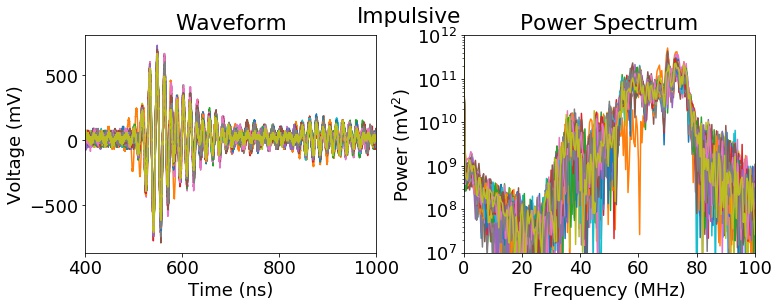 Impulsive
Waveform
Power Spectrum
Voltage (mV)
500
0
−500
400
600
800
1000
Time (ns)
Power (mV²)
10¹²
10¹¹
10¹⁰
10⁹
10⁸
10⁷
0
20
40
60
80
100
Frequency (MHz)